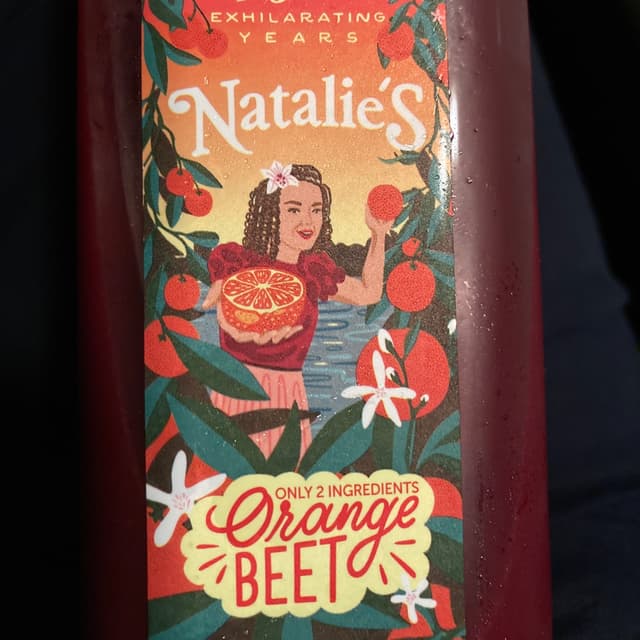 EXHILARATING
YEARS
Natalie's
ONLY 2 INGREDIENTS
Orange
BEET